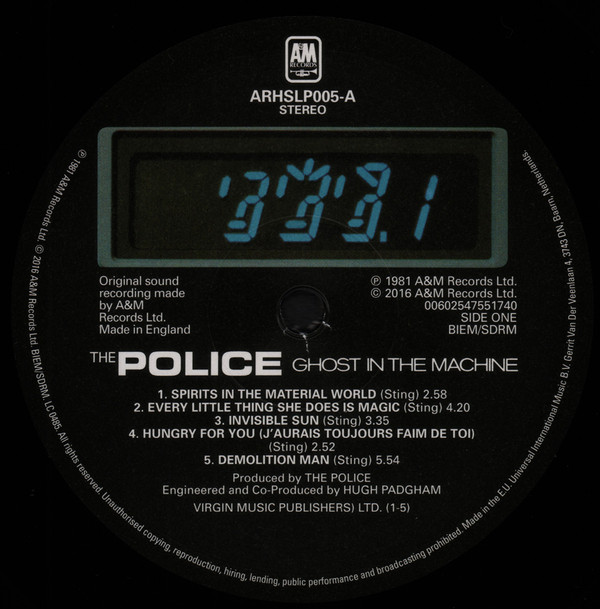 A&M
RECORDS
ARHSLP005-A
STEREO
Original sound
recording made
by A&M
Records Ltd.
Made in England
℗ 1981 A&M Records Ltd.
© 2016 A&M Records Ltd.
00602547551740
SIDE ONE
BIEM/SDRM
THE POLICE GHOST IN THE MACHINE
1. SPIRITS IN THE MATERIAL WORLD (Sting) 2.58
2. EVERY LITTLE THING SHE DOES IS MAGIC (Sting) 4.20
3. INVISIBLE SUN (Sting) 3.35
4. HUNGRY FOR YOU (J'AURAIS TOUJOURS FAIM DE TOI)
(Sting) 2.52
5. DEMOLITION MAN (Sting) 5.54
Produced by THE POLICE
Engineered and Co-Produced by HUGH PADGHAM
VIRGIN MUSIC PUBLISHERS) LTD. (1-5)
℗ 1981 A&M Records Ltd. © 2016 A&M Records Ltd. BIEM/SDRM. LC 0485. All rights reserved. Unauthorised copying, reproduction, hiring, lending, public performance and broadcasting prohibited. Made in the E.U. Universal International Music B.V. Gerrit Van Der Veenlaan 4, 3743 DN, Baarn, Netherlands.